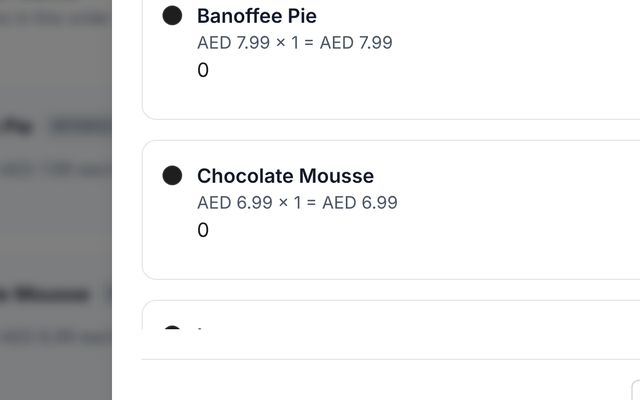 Banoffee Pie
AED 7.99 × 1 = AED 7.99
0
Chocolate Mousse
AED 6.99 × 1 = AED 6.99
0